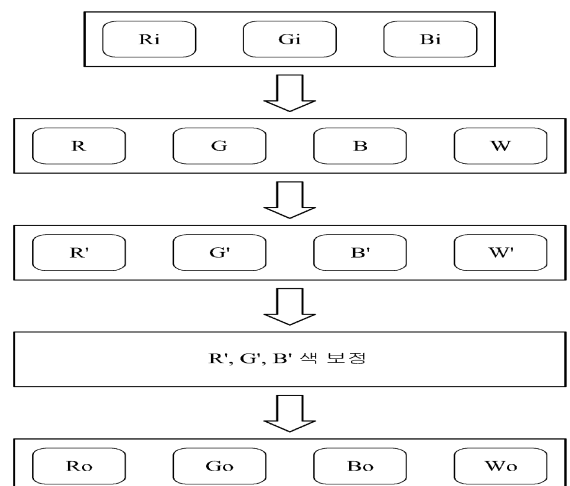 Ri Gi Bi
R G B W
R' G' B' W'
R', G', B' 색 보정
Ro Go Bo Wo